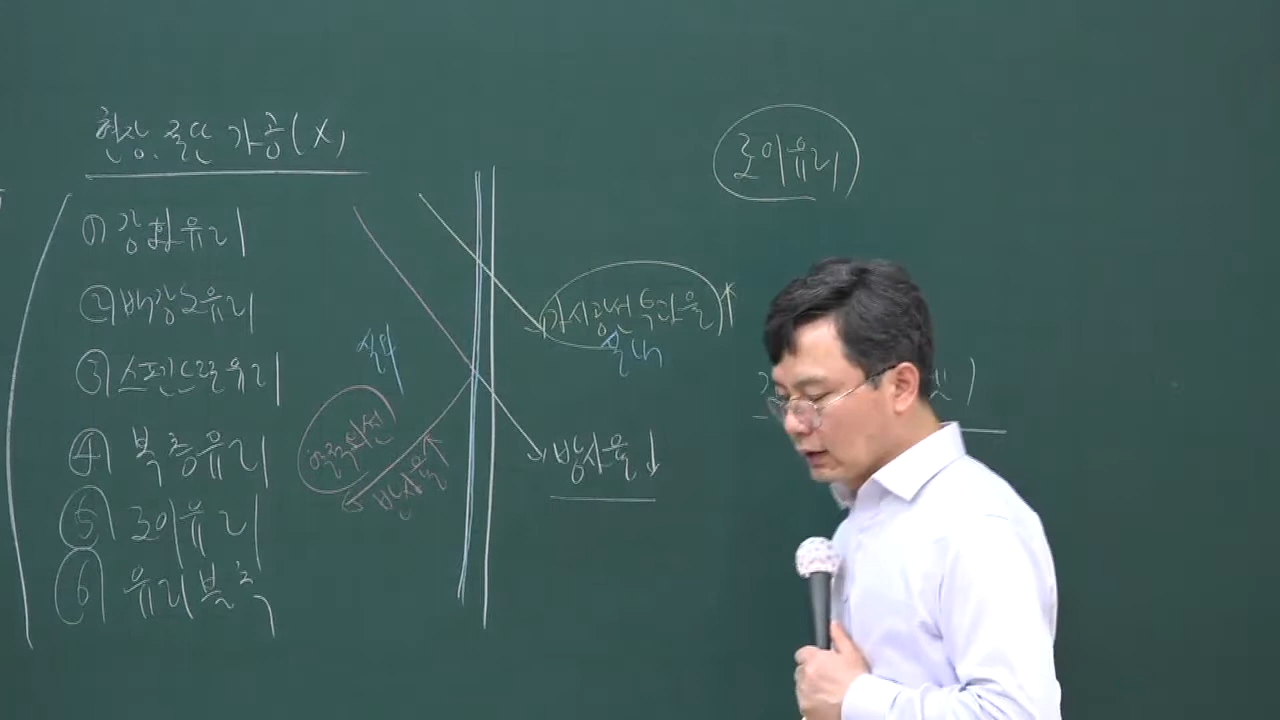 현장.절단 가공(X)
① 강화유리
② 배강도유리
③ 스팬드럴유리
④ 복층유리
⑤ 로이유리
⑥ 유리블록
로이유리
가시광선 투과율↑
실외
실내
적외선
반사율↑
방사율↓